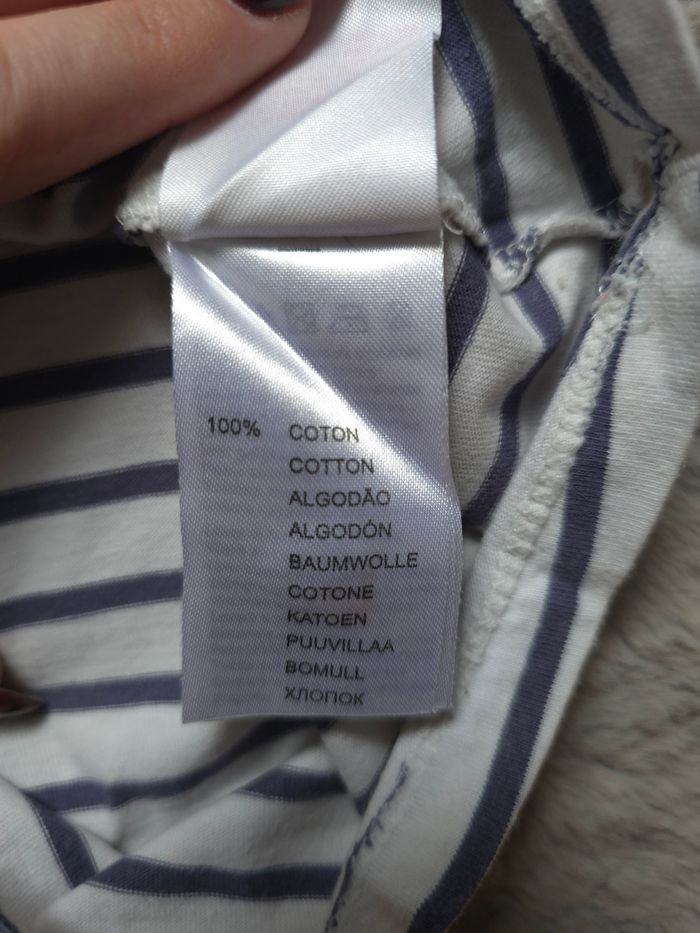 100% COTON
COTTON
ALGODÃO
ALGODÓN
BAUMWOLLE
COTONE
KATOEN
PUUVILLAA
BOMULL
ХЛОПОК